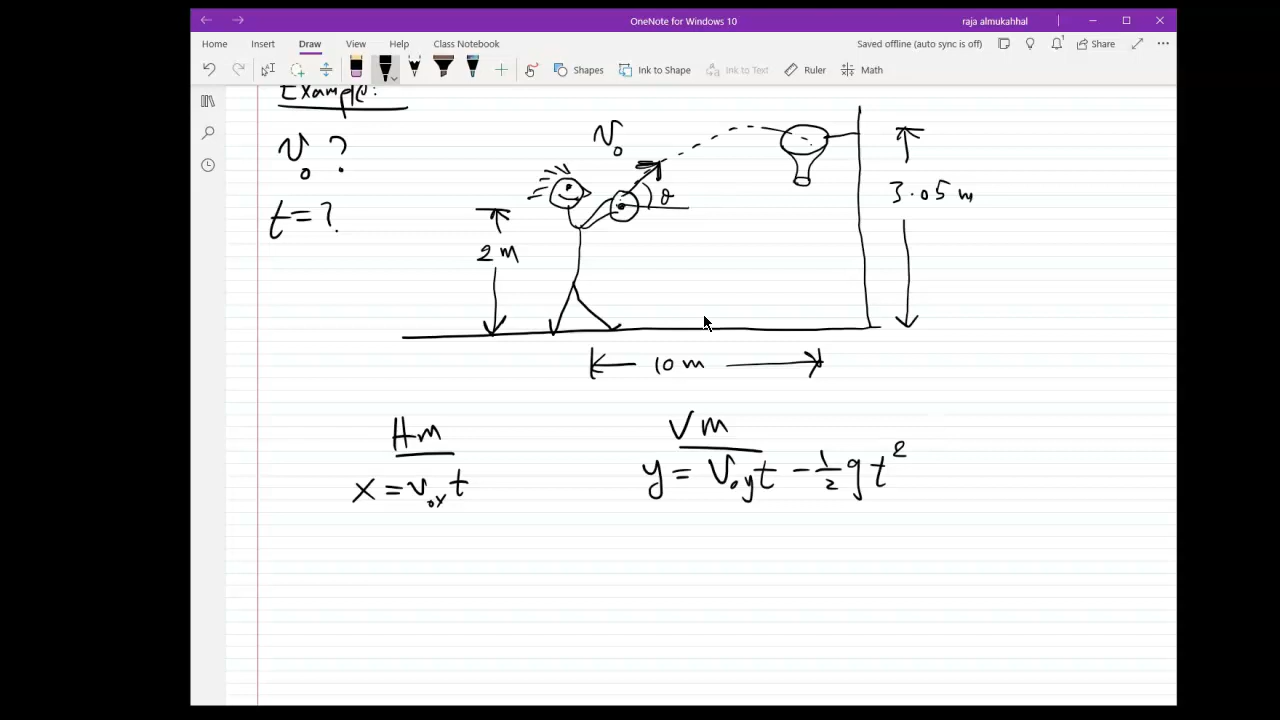 OneNote for Windows 10
raja almukahhal
Home Insert Draw View Help Class Notebook
Saved offline (auto sync is off)
Share
Shapes
Ink to Shape
Ink to Text
Ruler
Math
Example:
v₀ ?
t = ?
v₀
θ
2 m
3.05 m
10 m
Hm
x = v₀ₓ t
Vm
y = v₀y t - 1/2 g t²